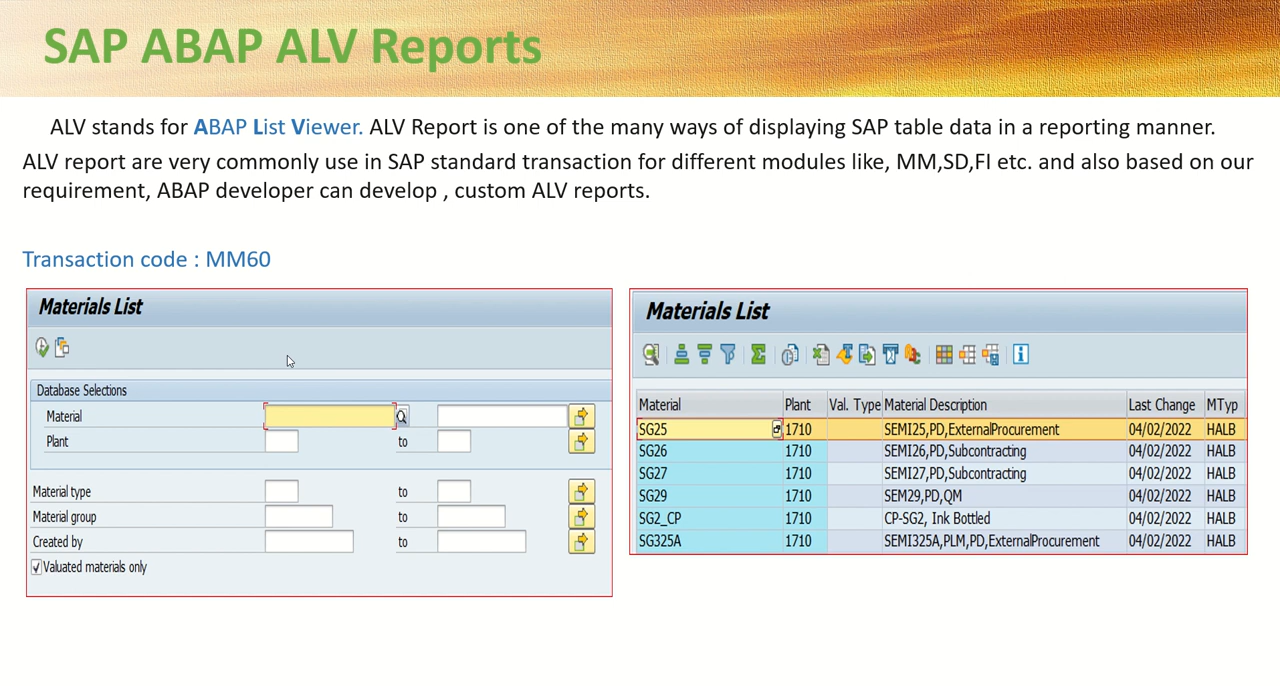 SAP ABAP ALV Reports
ALV stands for ABAP List Viewer. ALV Report is one of the many ways of displaying SAP table data in a reporting manner.
ALV report are very commonly use in SAP standard transaction for different modules like, MM,SD,FI etc. and also based on our
requirement, ABAP developer can develop , custom ALV reports.
Transaction code : MM60
Materials List
Database Selections
Material
Plant to
Material type to
Material group to
Created by to
Valuated materials only
Materials List
Material Plant Val. Type Material Description Last Change MTyp
SG25 1710 SEMI25,PD,ExternalProcurement 04/02/2022 HALB
SG26 1710 SEMI26,PD,Subcontracting 04/02/2022 HALB
SG27 1710 SEMI27,PD,Subcontracting 04/02/2022 HALB
SG29 1710 SEM29,PD,QM 04/02/2022 HALB
SG2_CP 1710 CP-SG2, Ink Bottled 04/02/2022 HALB
SG325A 1710 SEMI325A,PLM,PD,ExternalProcurement 04/02/2022 HALB